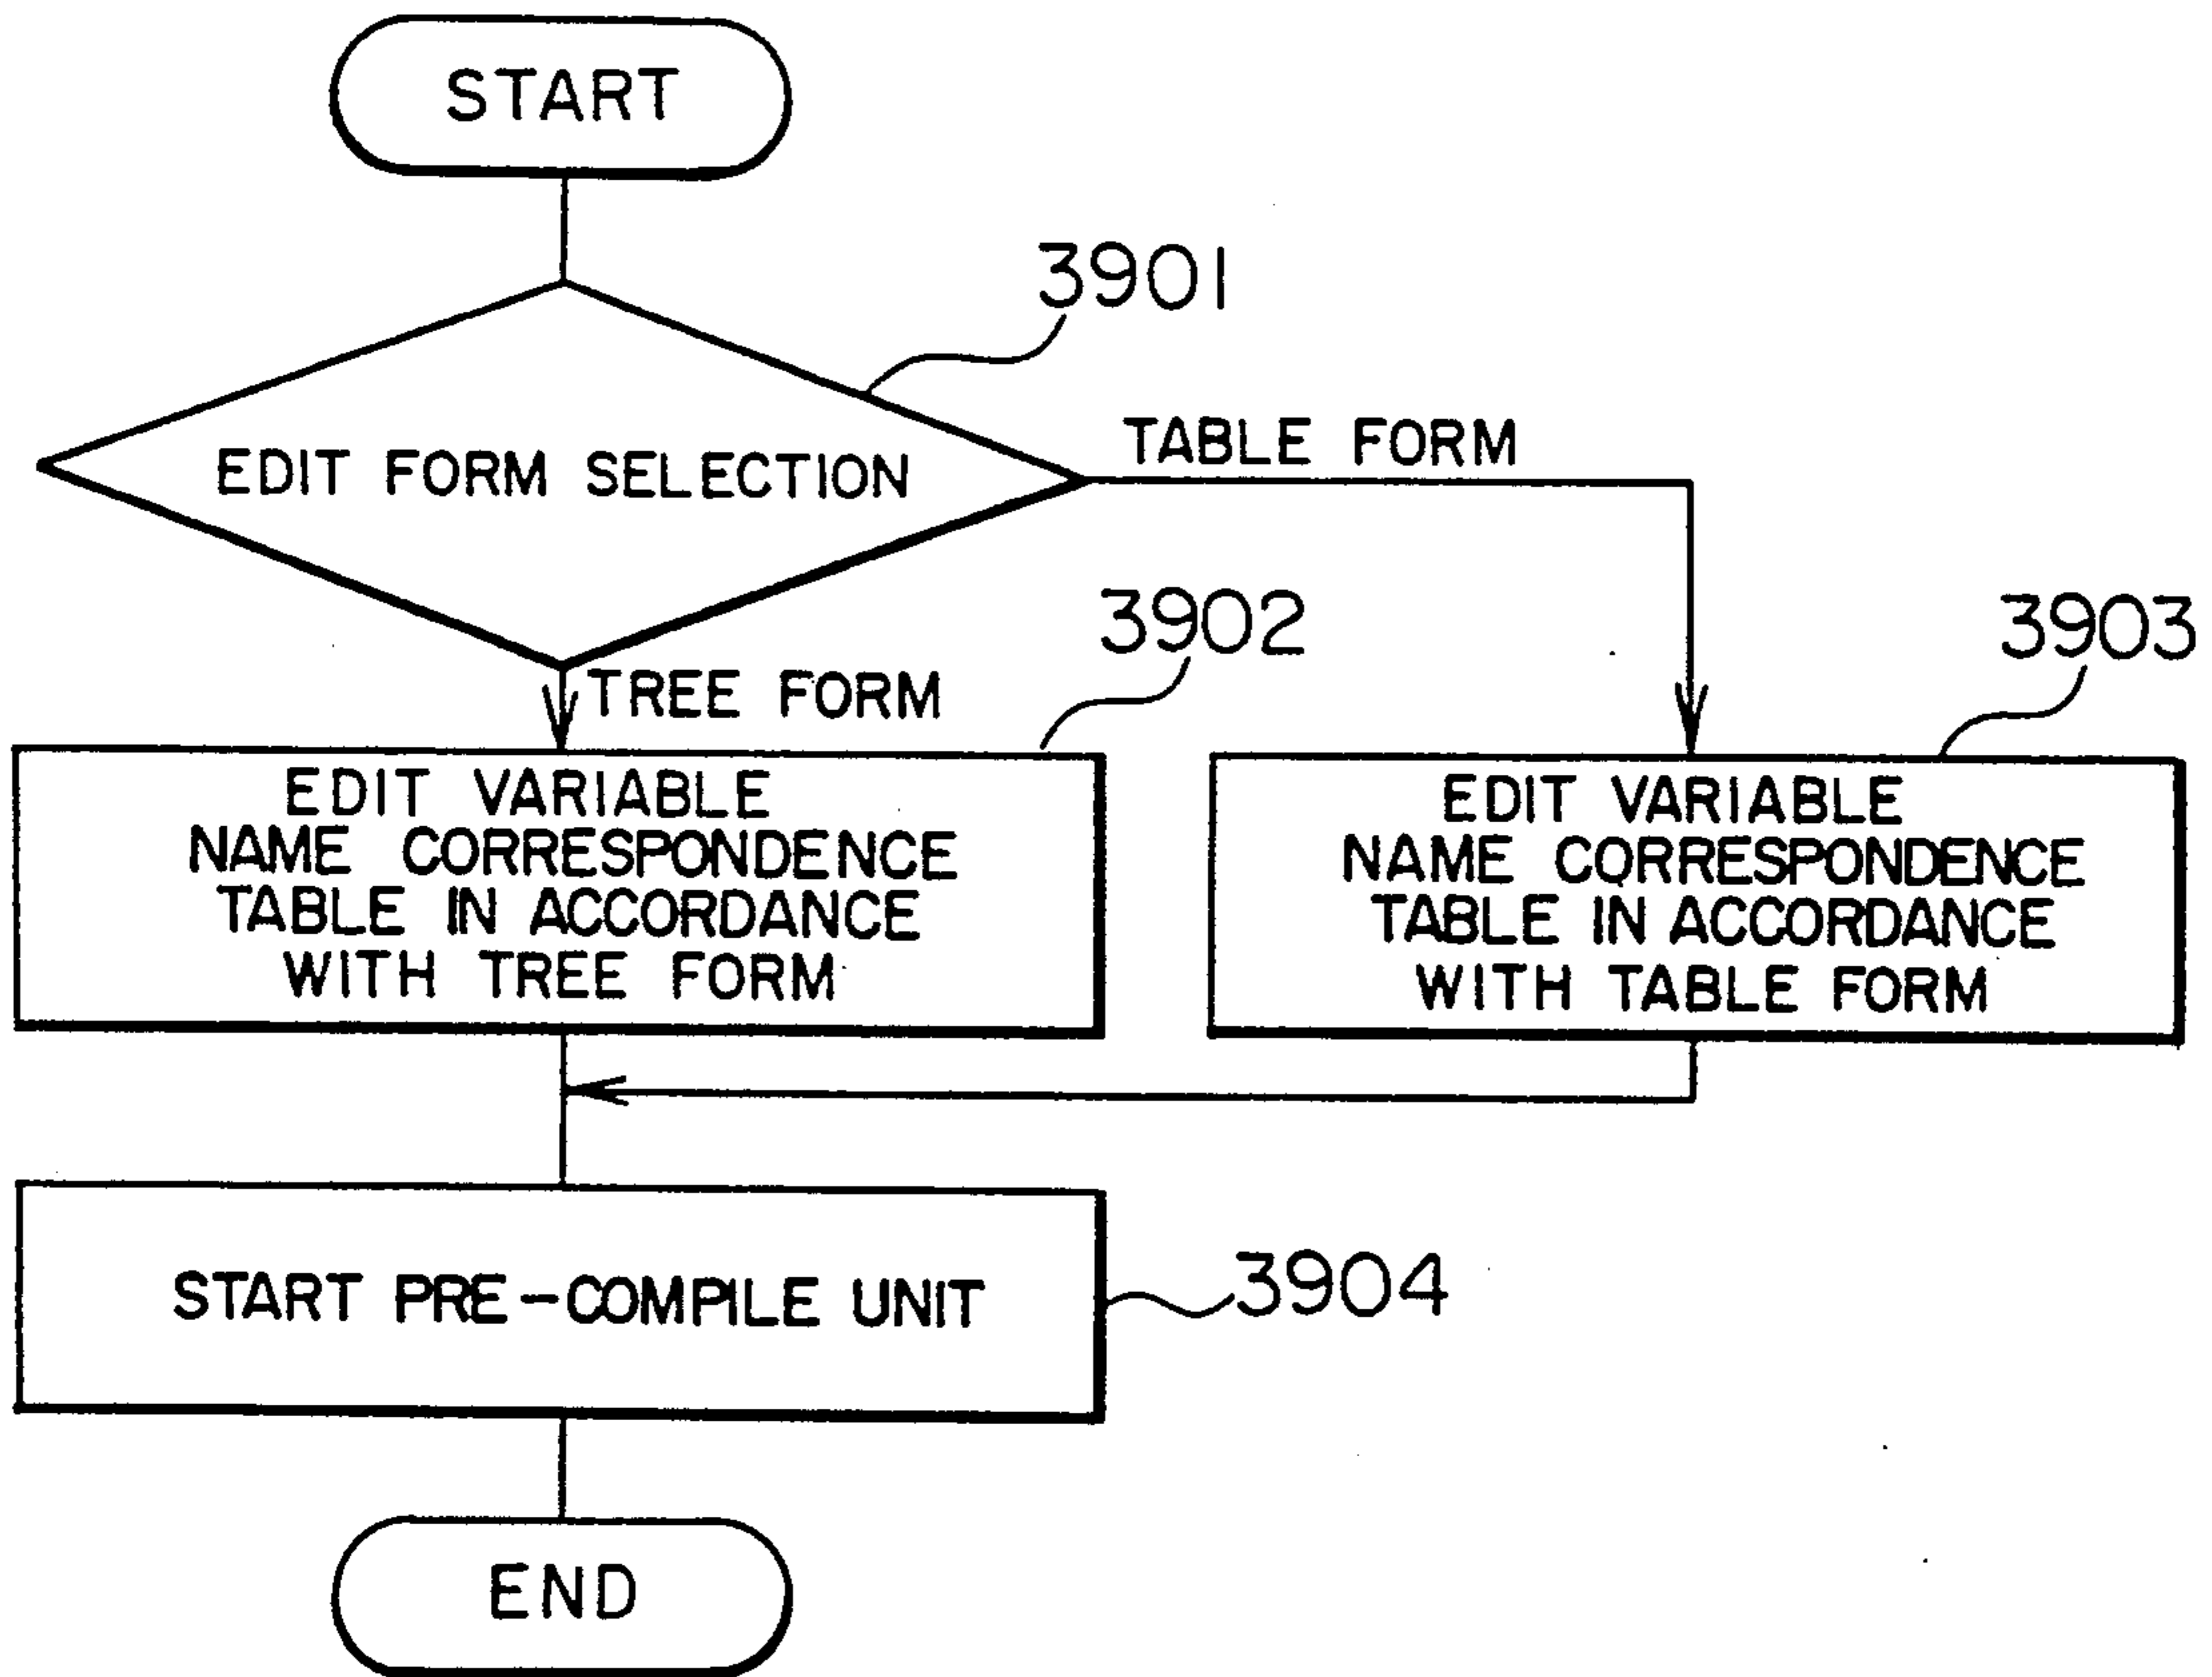 START
3901
EDIT FORM SELECTION
TABLE FORM
TREE FORM
3902
3903
EDIT VARIABLE
NAME CORRESPONDENCE
TABLE IN ACCORDANCE
WITH TREE FORM
EDIT VARIABLE
NAME CORRESPONDENCE
TABLE IN ACCORDANCE
WITH TABLE FORM
START PRE-COMPILE UNIT
3904
END